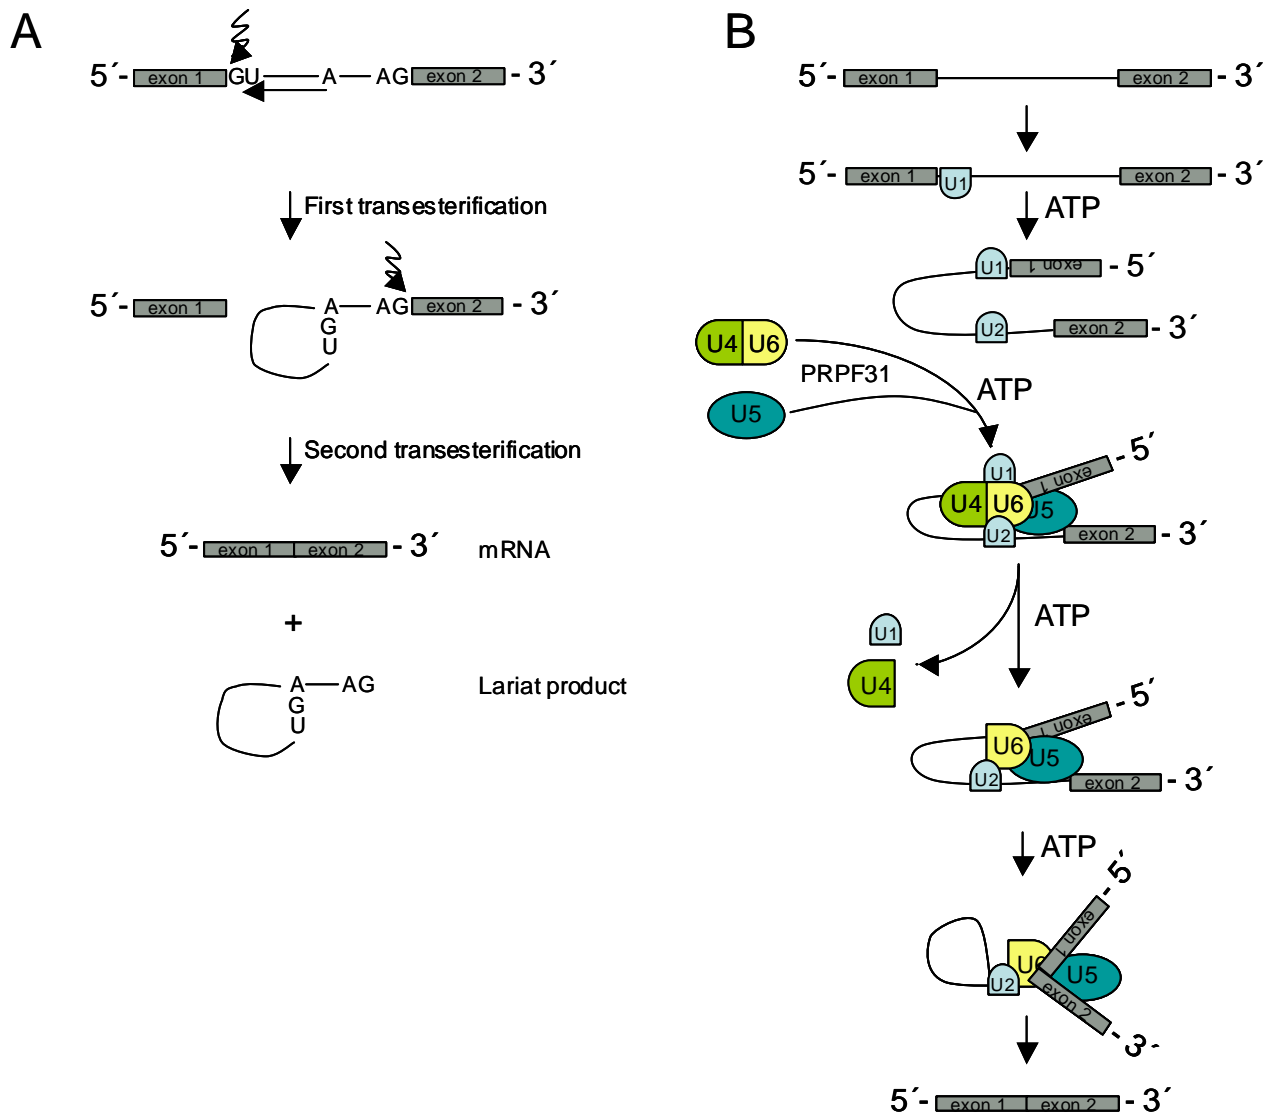 A
5´- exon 1 GU A AG exon 2 - 3´
First transesterification
5´- exon 1 A AG exon 2 - 3´
G
U
Second transesterification
5´- exon 1 exon 2 - 3´ mRNA
+
A AG Lariat product
G
U
B
5´- exon 1 exon 2 - 3´
5´- exon 1 U1 exon 2 - 3´
ATP
U1 exon 1 - 5´
U2 exon 2 - 3´
U4 U6
PRPF31
ATP
U5
U1 exon 1 - 5´
U4 U6 U5
U2 exon 2 - 3´
ATP
U1
U4
exon 1 - 5´
U6 U5
U2 exon 2 - 3´
ATP
exon 1 - 5´
U6 U5
U2 exon 2 - 3´
5´- exon 1 exon 2 - 3´